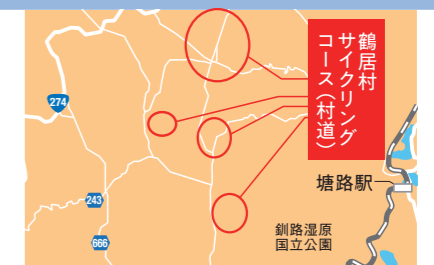 鶴居村
サイクリング
コース（村道）
274
塘路駅
243
釧路湿原
国立公園
666